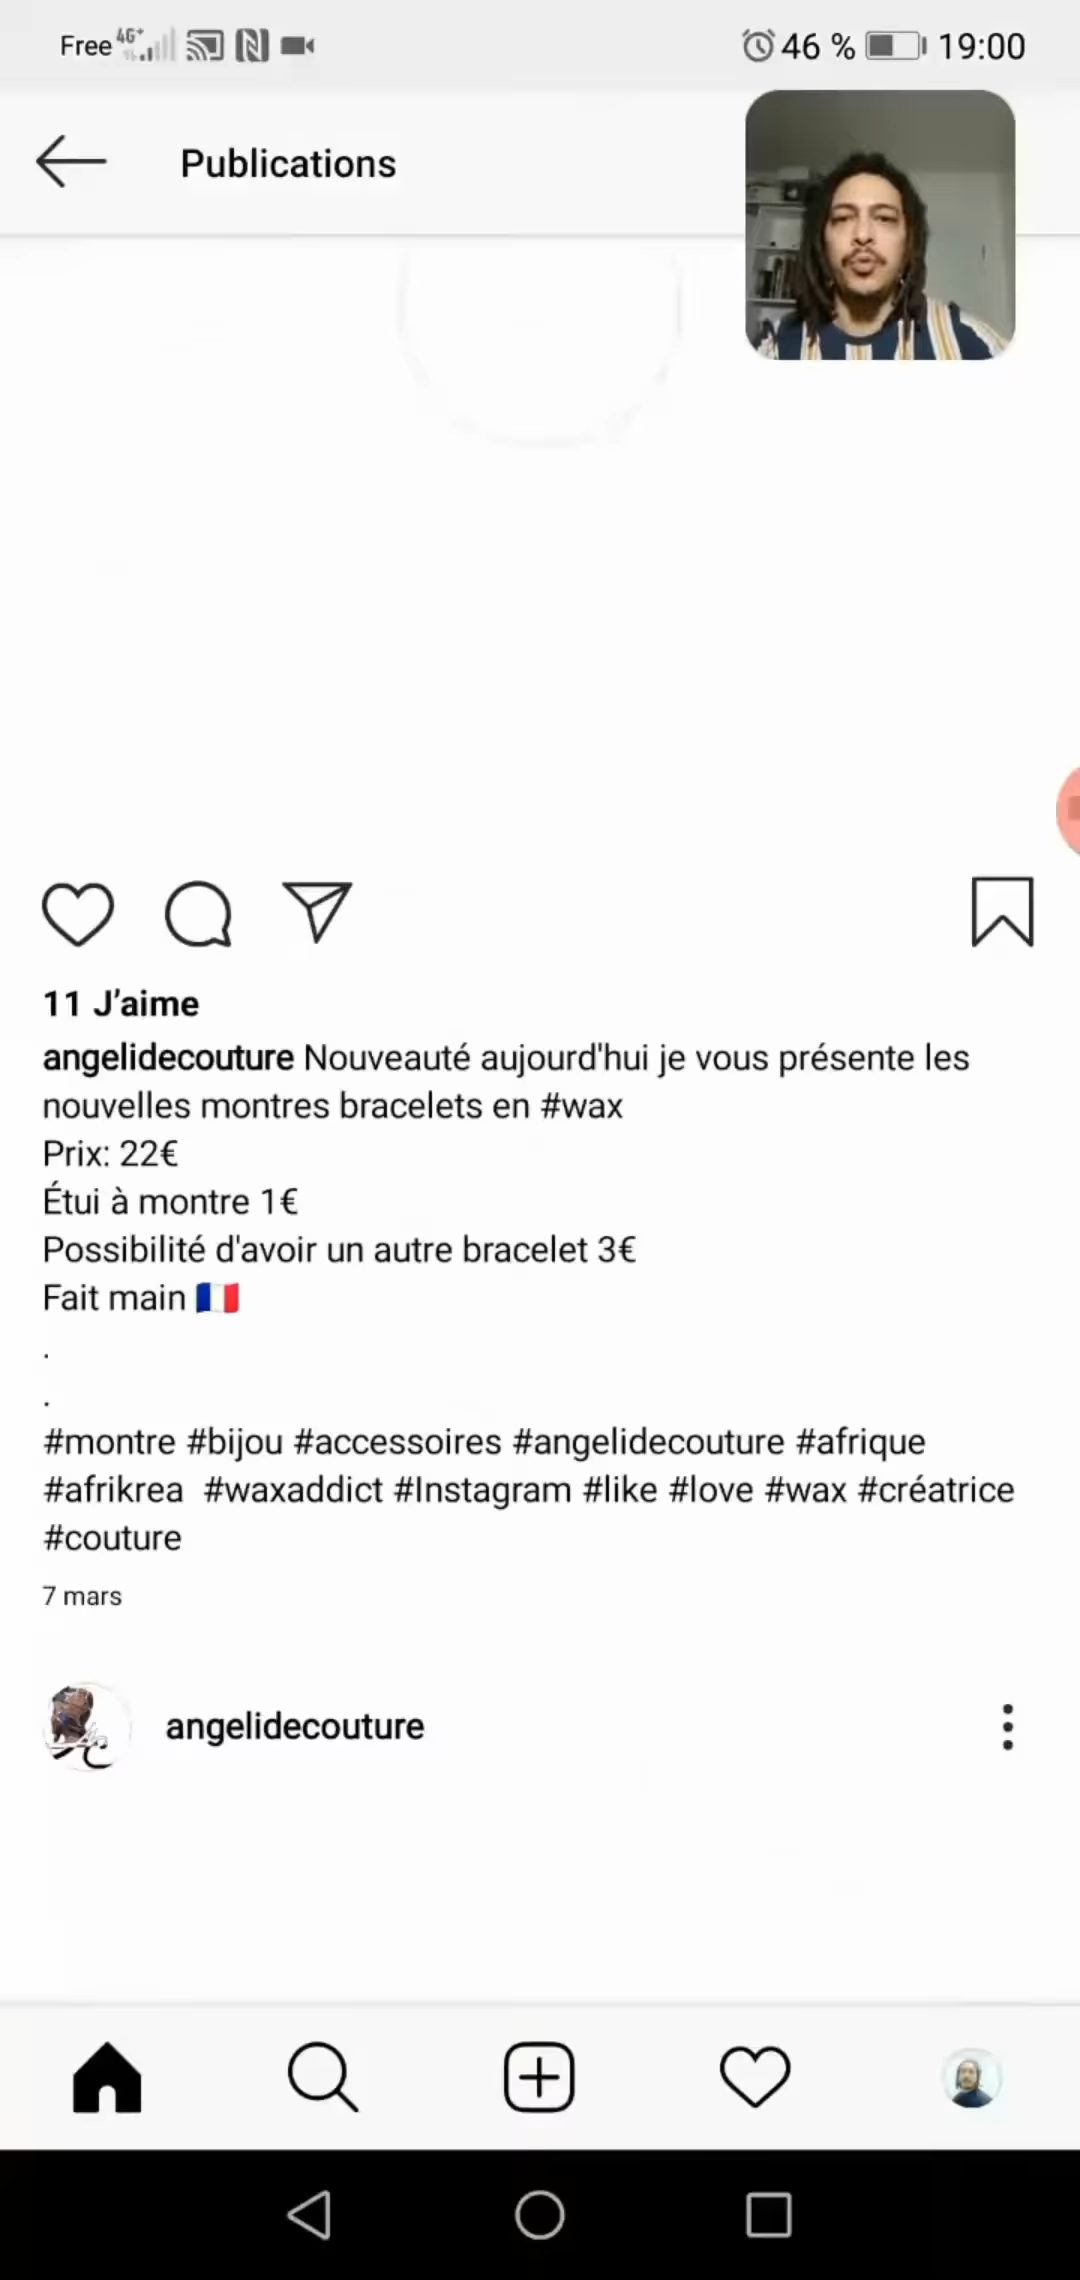 Free 4G+ 46 % 19:00
Publications
11 J'aime
angelidecouture Nouveauté aujourd'hui je vous présente les
nouvelles montres bracelets en #wax
Prix: 22€
Étui à montre 1€
Possibilité d'avoir un autre bracelet 3€
Fait main 🇫🇷
.
.
#montre #bijou #accessoires #angelidecouture #afrique
#afrikrea #waxaddict #Instagram #like #love #wax #créatrice
#couture
7 mars
angelidecouture